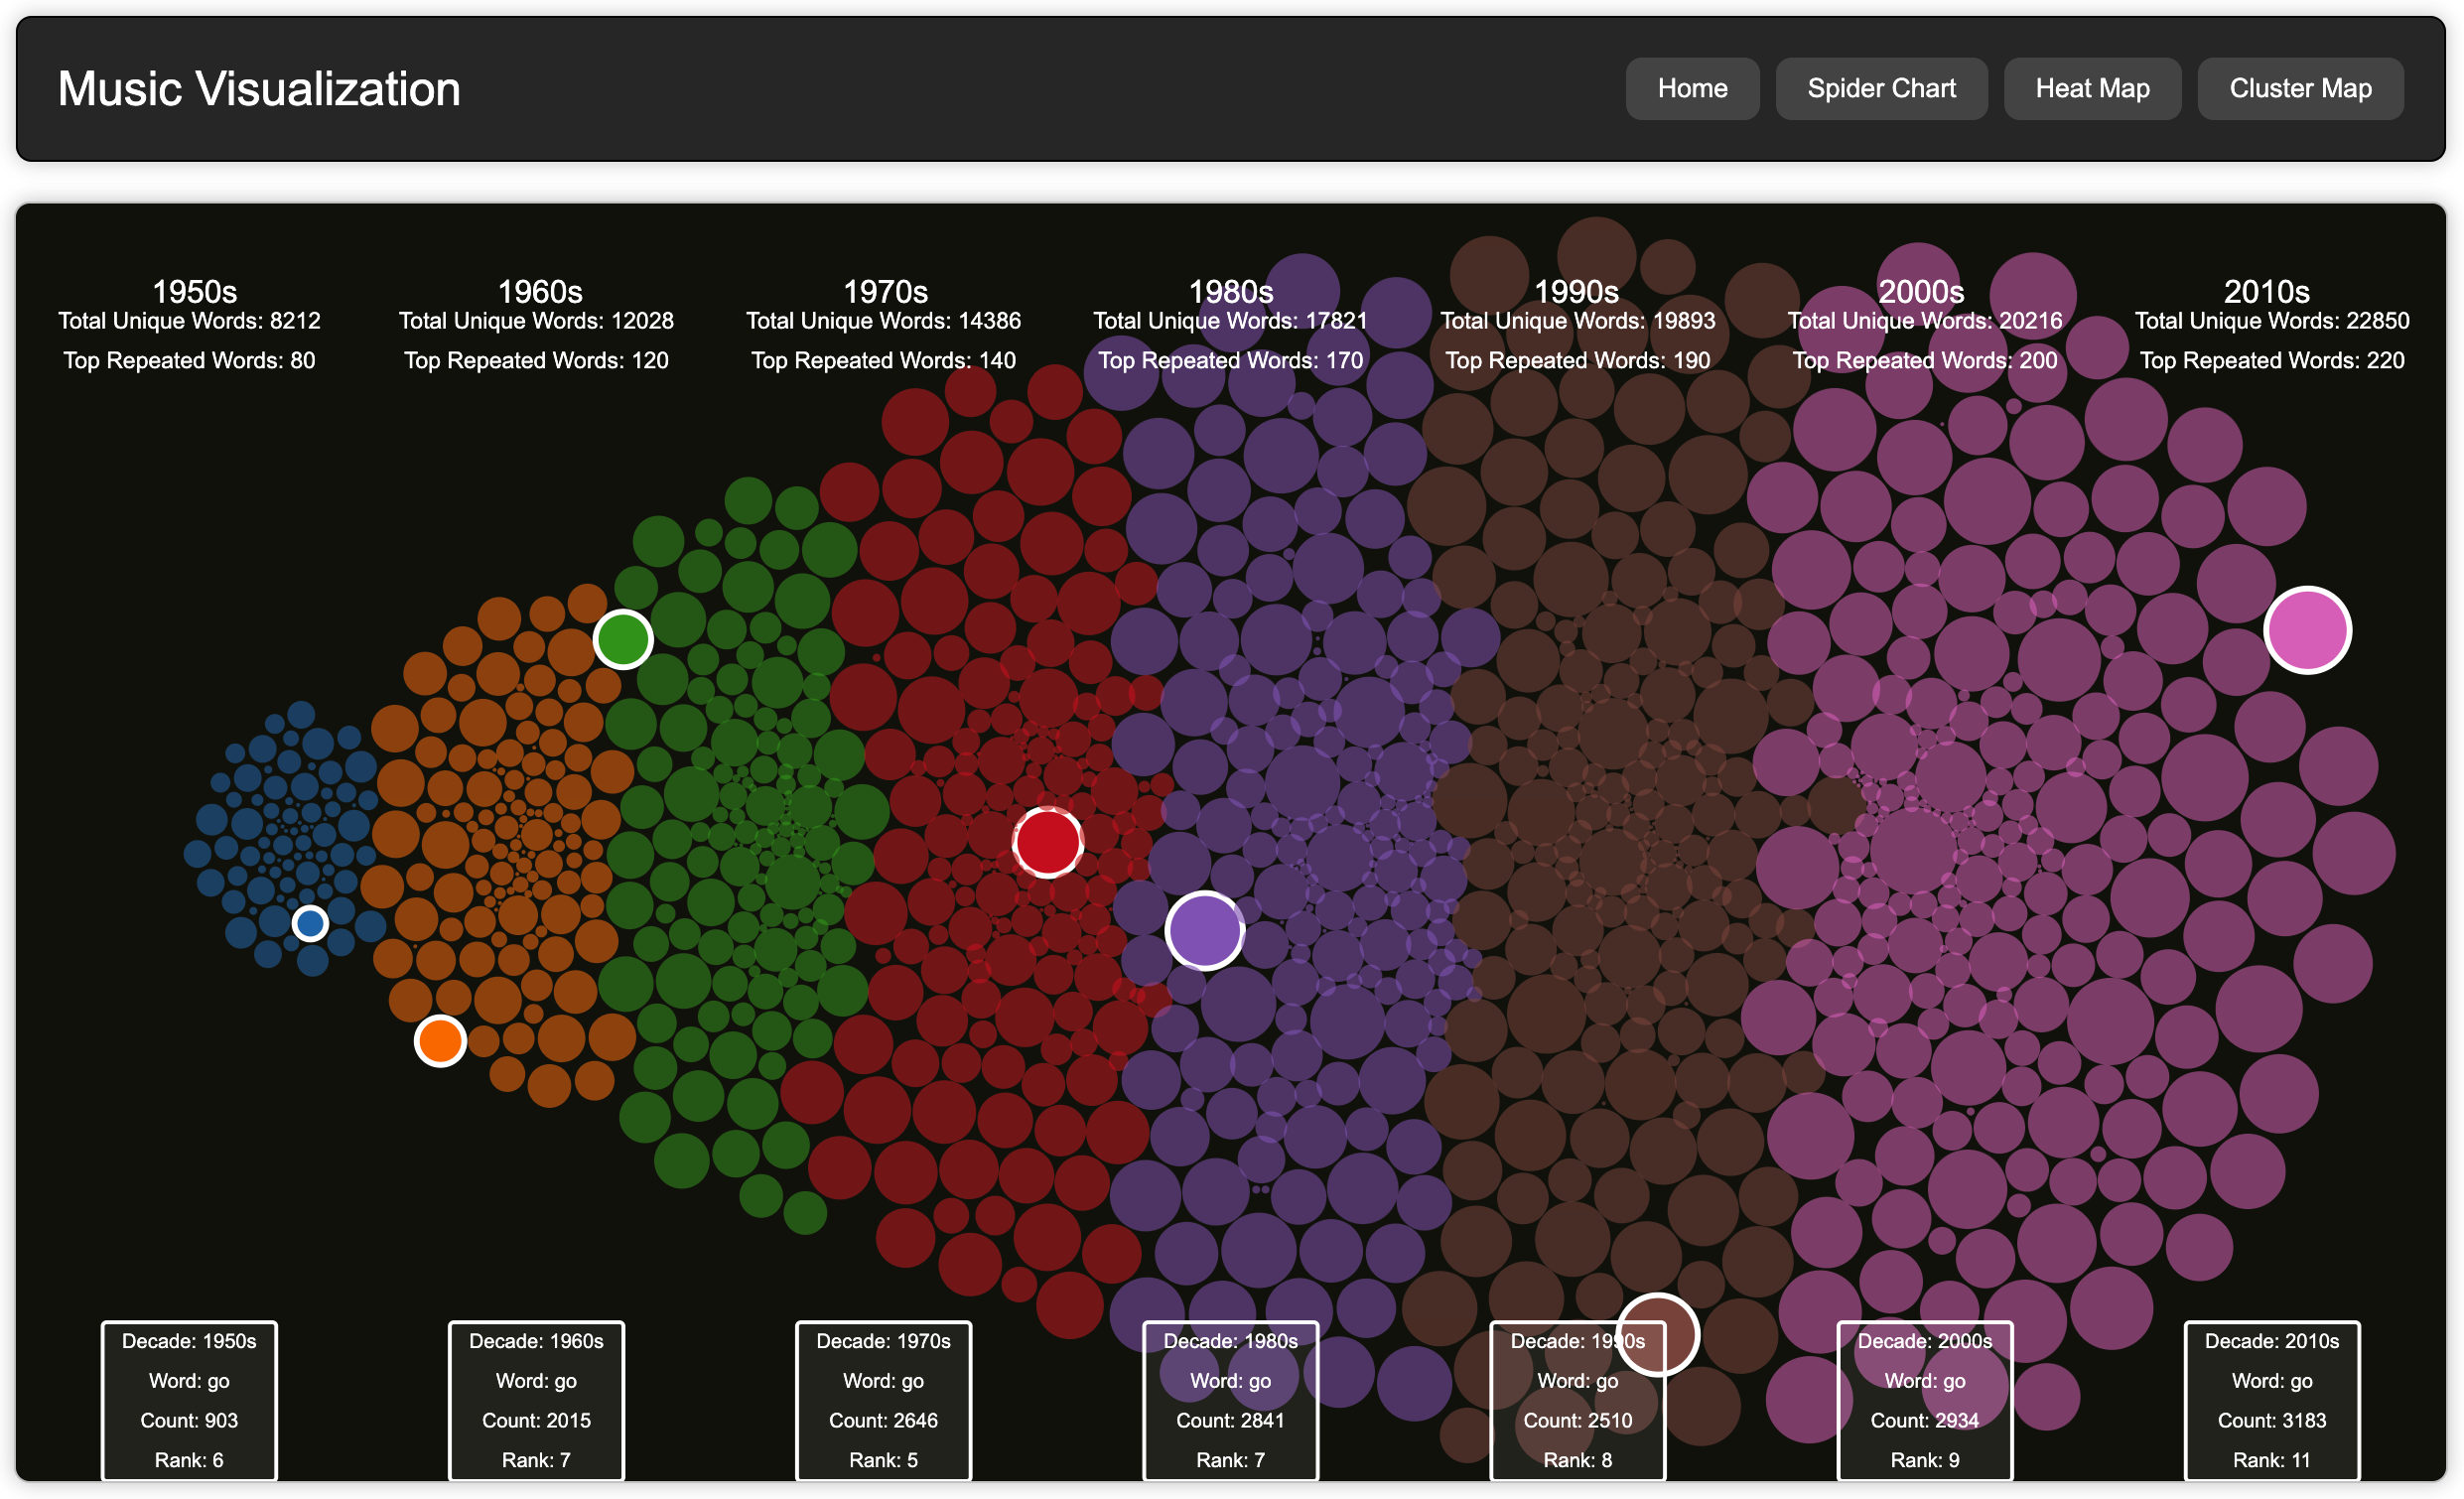 Music Visualization
Home
Spider Chart
Heat Map
Cluster Map
1950s
Total Unique Words: 8212
Top Repeated Words: 80
1960s
Total Unique Words: 12028
Top Repeated Words: 120
1970s
Total Unique Words: 14386
Top Repeated Words: 140
1980s
Total Unique Words: 17821
Top Repeated Words: 170
1990s
Total Unique Words: 19893
Top Repeated Words: 190
2000s
Total Unique Words: 20216
Top Repeated Words: 200
2010s
Total Unique Words: 22850
Top Repeated Words: 220
Decade: 1950s
Word: go
Count: 903
Rank: 6
Decade: 1960s
Word: go
Count: 2015
Rank: 7
Decade: 1970s
Word: go
Count: 2646
Rank: 5
Decade: 1980s
Word: go
Count: 2841
Rank: 7
Decade: 1990s
Word: go
Count: 2510
Rank: 8
Decade: 2000s
Word: go
Count: 2934
Rank: 9
Decade: 2010s
Word: go
Count: 3183
Rank: 11